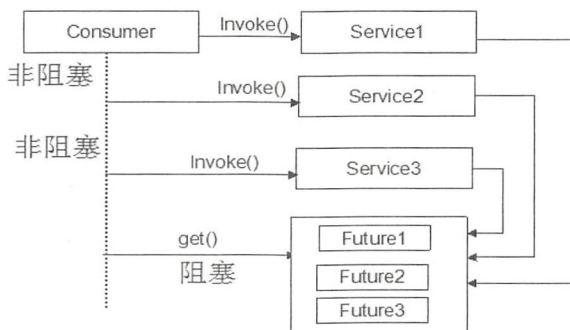 Consumer
Invoke()
Service1
非阻塞
Invoke()
Service2
非阻塞
Invoke()
Service3
get()
阻塞
Future1
Future2
Future3